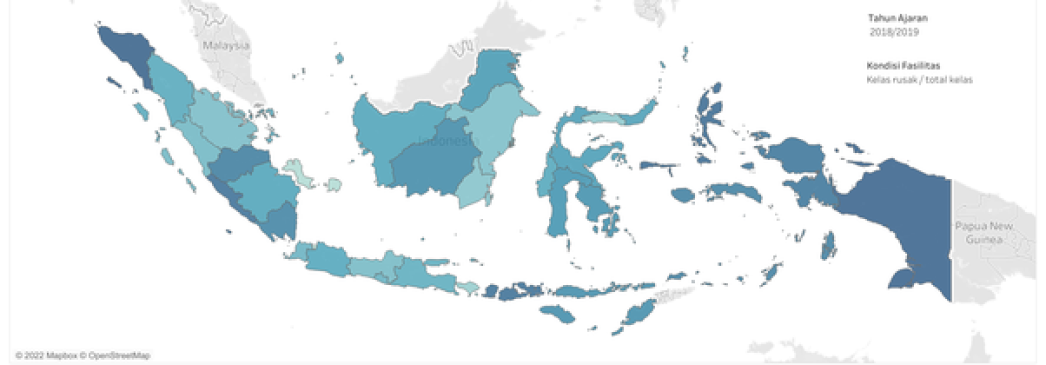 Tahun Ajaran
2018/2019
Malaysia
Kondisi Fasilitas
Kelas rusak / total kelas
Indonesia
Papua New
Guinea
© 2022 Mapbox © OpenStreetMap